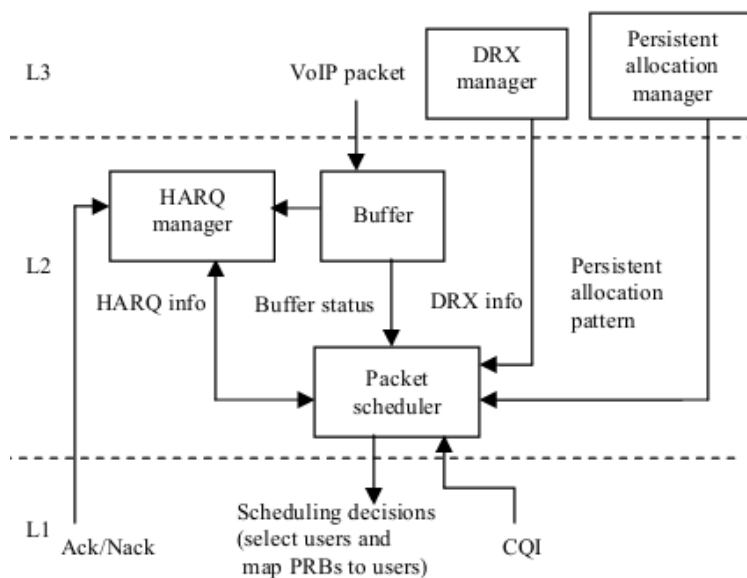 L3
VoIP packet
DRX
manager
Persistent
allocation
manager
L2
HARQ
manager
Buffer
HARQ info
Buffer status
DRX info
Persistent
allocation
pattern
Packet
scheduler
L1
Ack/Nack
Scheduling decisions
(select users and
map PRBs to users)
CQI